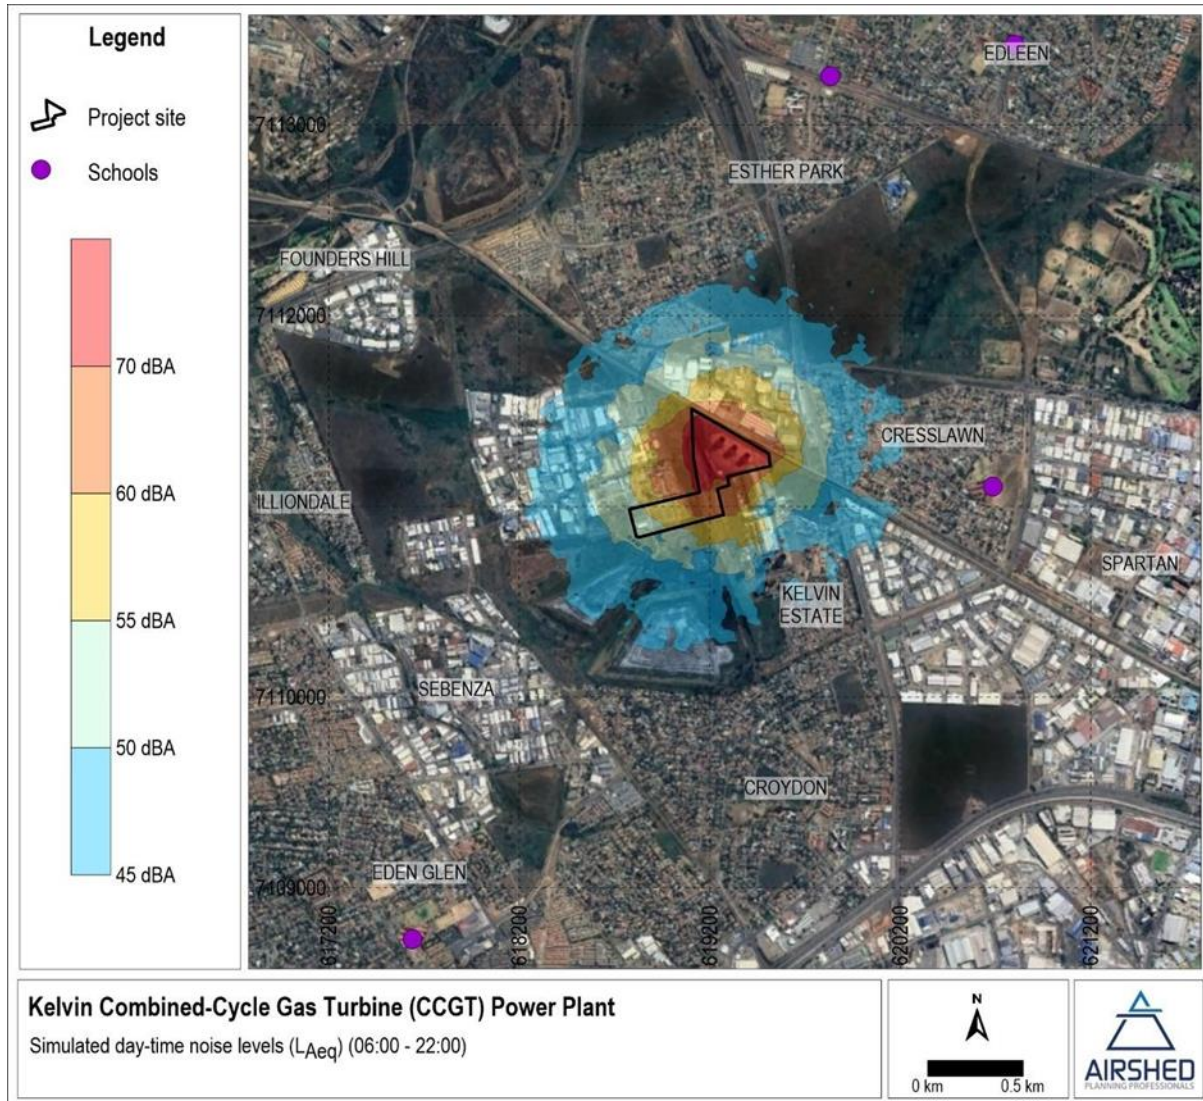 Legend
Project site
Schools
70 dBA
60 dBA
55 dBA
50 dBA
45 dBA
EDLEEN
7113000
ESTHER PARK
FOUNDERS HILL
7112000
CRESSLAWN
ILLIONDALE
SPARTAN
KELVIN
ESTATE
SEBENZA
7110000
CROYDON
EDEN GLEN
7109000
617200
618200
619200
620200
621200
Kelvin Combined-Cycle Gas Turbine (CCGT) Power Plant
Simulated day-time noise levels (LAeq) (06:00 - 22:00)
N
0 km
0.5 km
AIRSHED
PLANNING PROFESSIONALS